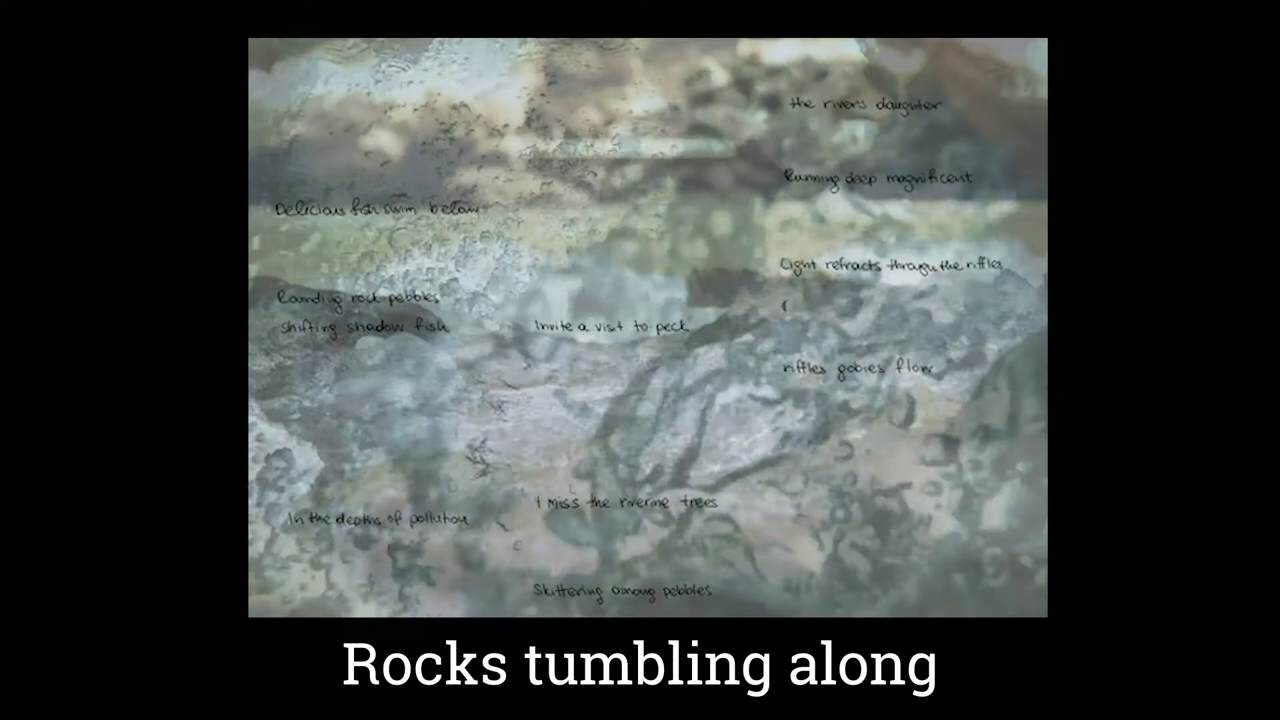 the rivers daughter
Running deep magnificent
Delicious fish swim below
Light refracts through the riffles
Rounding rock pebbles
shifting shadow fish
Invite a visit to peck
riffles gobies flow
I miss the riverine trees
In the depths of pollution
Skittering among pebbles
Rocks tumbling along